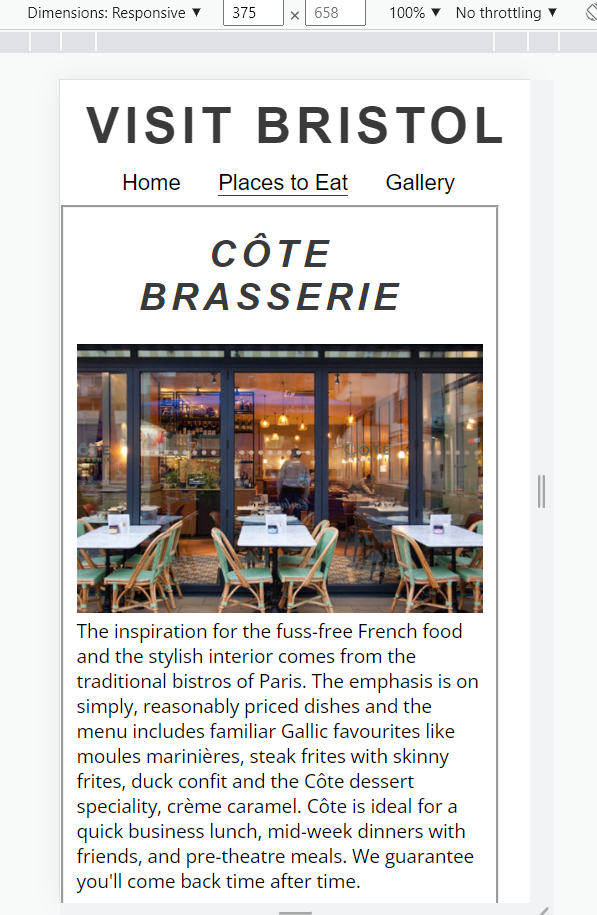 Dimensions: Responsive ▼ 375 × 658 100% ▼ No throttling ▼
VISIT BRISTOL
Home Places to Eat Gallery
CÔTE
BRASSERIE
The inspiration for the fuss-free French food
and the stylish interior comes from the
traditional bistros of Paris. The emphasis is on
simply, reasonably priced dishes and the
menu includes familiar Gallic favourites like
moules marinières, steak frites with skinny
frites, duck confit and the Côte dessert
speciality, crème caramel. Côte is ideal for a
quick business lunch, mid-week dinners with
friends, and pre-theatre meals. We guarantee
you'll come back time after time.